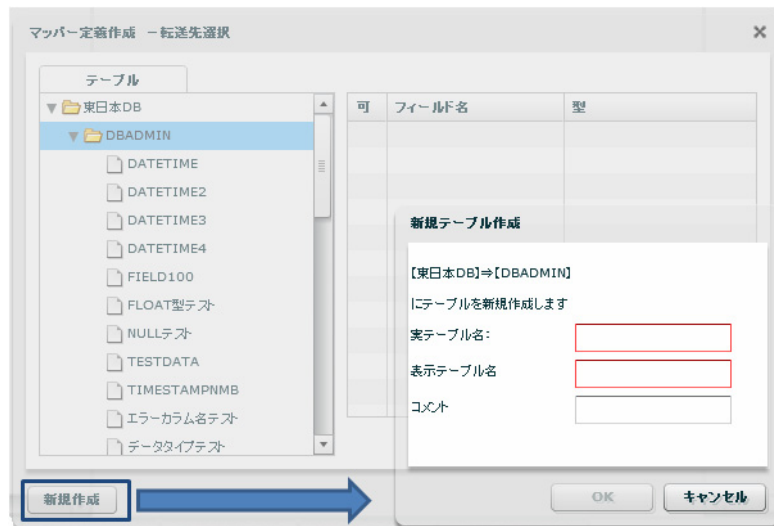 マッパー定義作成 －転送先選択
テーブル
東日本DB
DBADMIN
DATETIME
DATETIME2
DATETIME3
DATETIME4
FIELD100
FLOAT型テスト
NULLテスト
TESTDATA
TIMESTAMPNMB
エラーカラム名テスト
データタイプテスト
可 フィールド名 型
新規テーブル作成
【東日本DB】⇒【DBADMIN】
にテーブルを新規作成します
実テーブル名：
表示テーブル名
コメント
新規作成
OK キャンセル